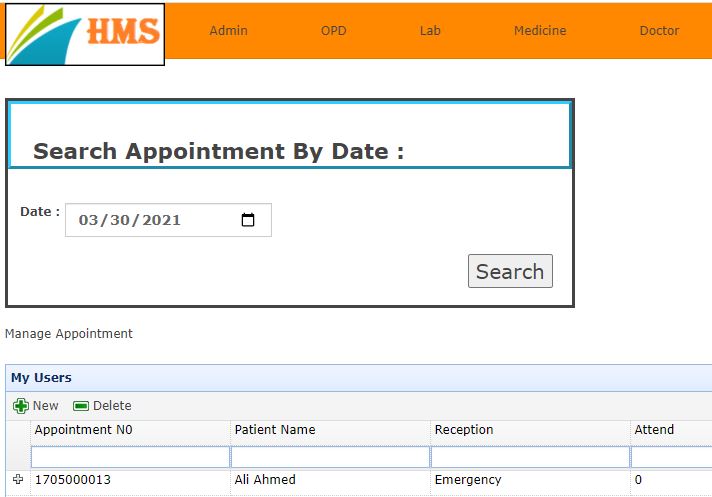 HMS Admin OPD Lab Medicine Doctor
Search Appointment By Date :
Date : 03/30/2021
Search
Manage Appointment
My Users
New Delete
Appointment N0 Patient Name Reception Attend
1705000013 Ali Ahmed Emergency 0